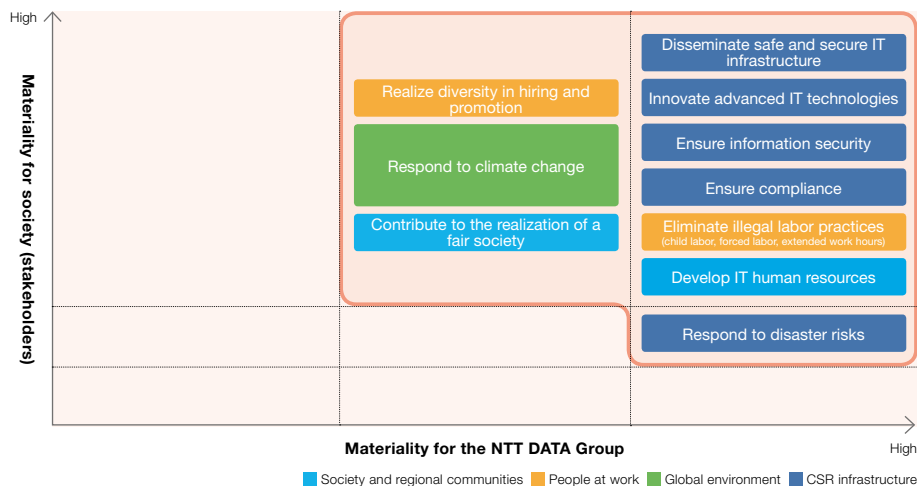 High
Materiality for society (stakeholders)
Disseminate safe and secure IT
infrastructure
Realize diversity in hiring and
promotion
Innovate advanced IT technologies
Respond to climate change
Ensure information security
Ensure compliance
Contribute to the realization of a
fair society
Eliminate illegal labor practices
(child labor, forced labor, extended work hours)
Develop IT human resources
Respond to disaster risks
Materiality for the NTT DATA Group
High
Society and regional communities
People at work
Global environment
CSR infrastructure